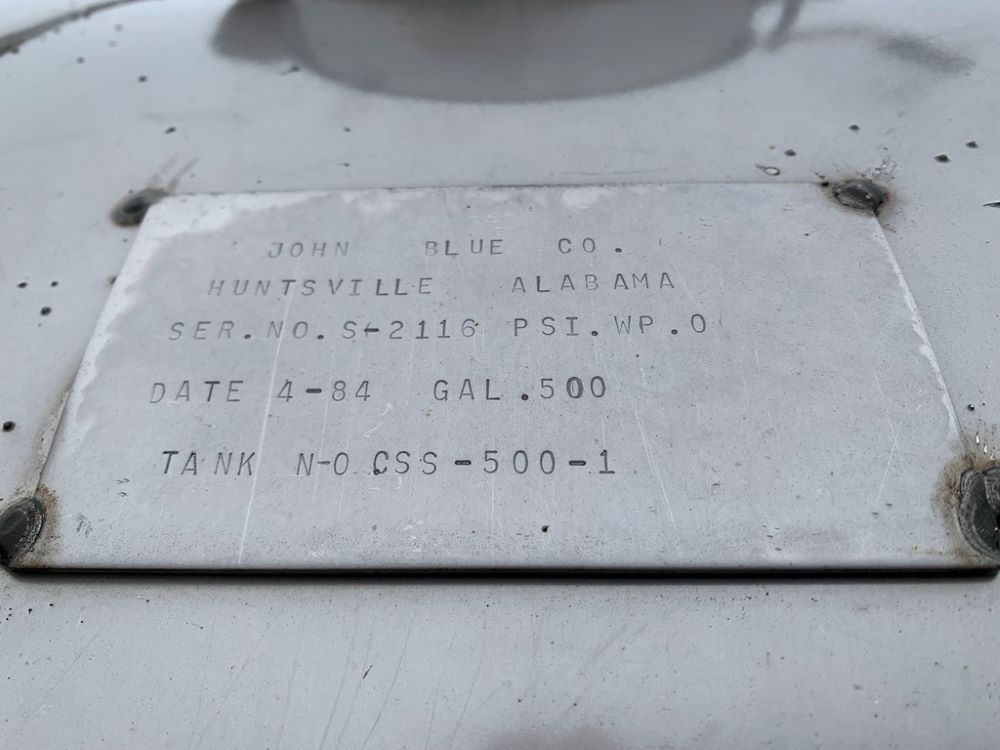 JOHN BLUE CO.
HUNTSVILLE ALABAMA
SER.NO.S-2116 PSI.WP.0
DATE 4-84 GAL.500
TANK N-O.CSS-500-1